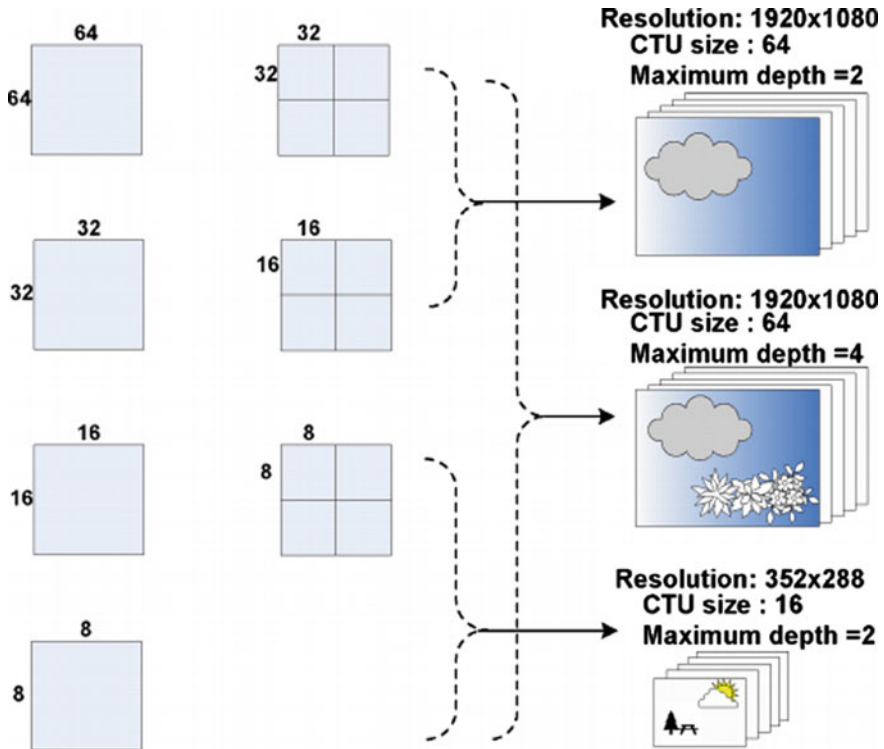 64
64
32
32
Resolution: 1920x1080
CTU size : 64
Maximum depth =2
32
32
16
16
Resolution: 1920x1080
CTU size : 64
Maximum depth =4
16
16
8
8
Resolution: 352x288
CTU size : 16
Maximum depth =2
8
8